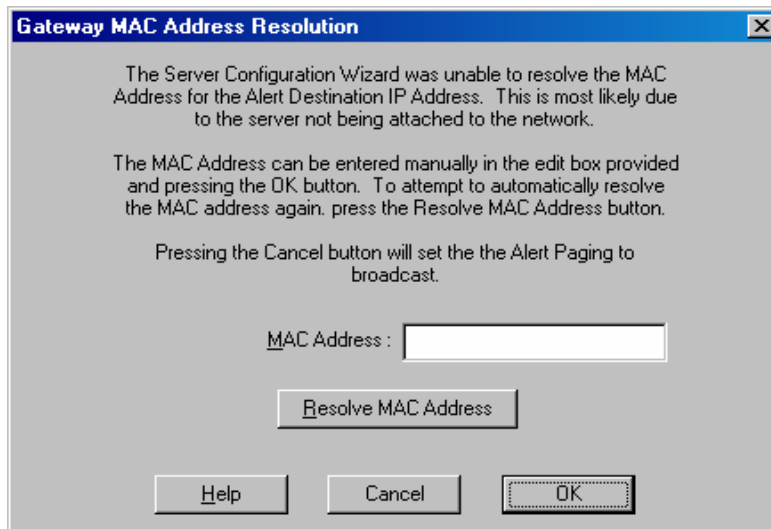 Gateway MAC Address Resolution
The Server Configuration Wizard was unable to resolve the MAC
Address for the Alert Destination IP Address.  This is most likely due
to the server not being attached to the network.
The MAC Address can be entered manually in the edit box provided
and pressing the OK button.  To attempt to automatically resolve
the MAC address again. press the Resolve MAC Address button.
Pressing the Cancel button will set the the Alert Paging to
broadcast.
MAC Address :
Resolve MAC Address
Help Cancel OK